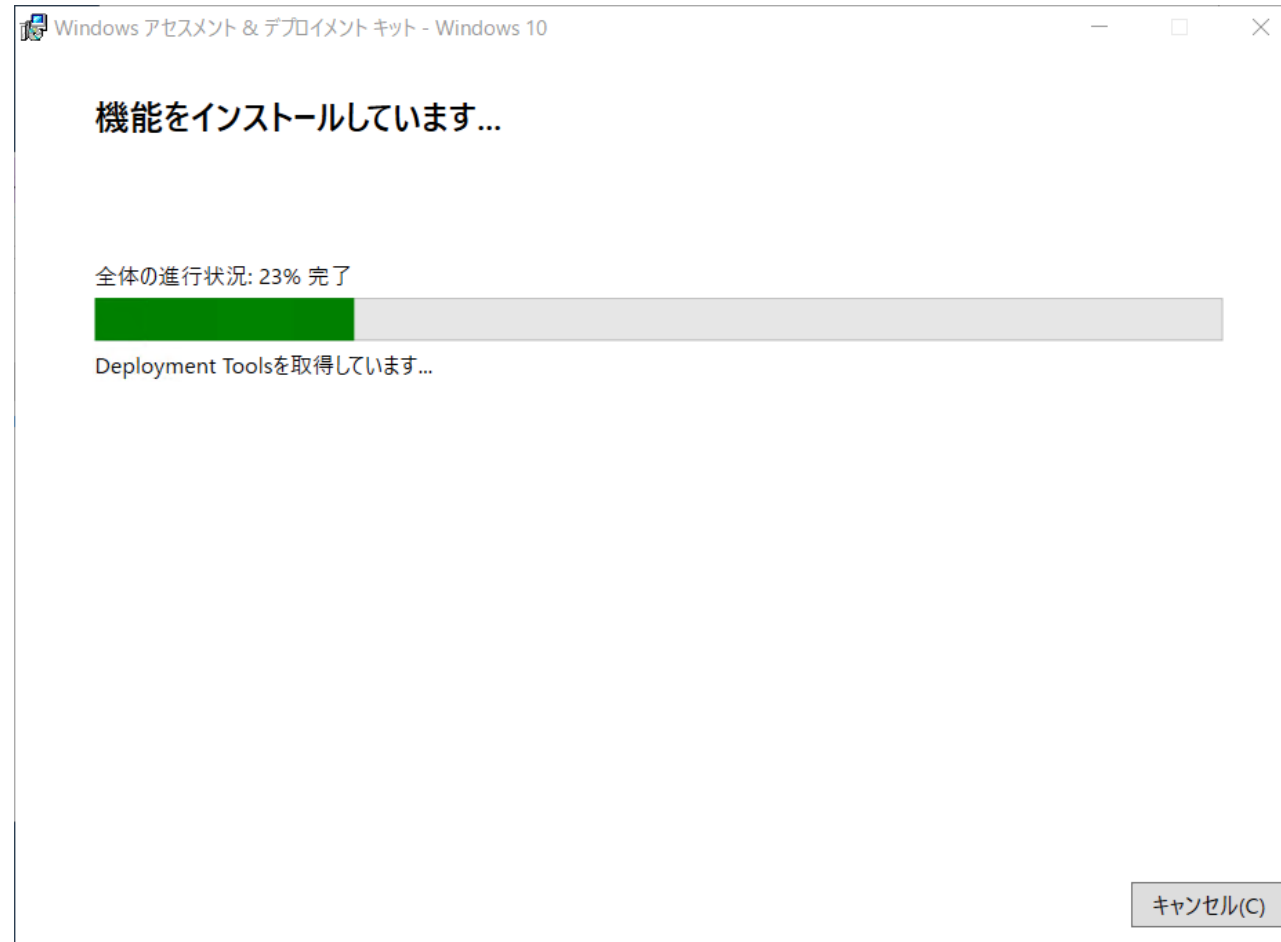 Windows アセスメント & デプロイメント キット - Windows 10
機能をインストールしています...
全体の進行状況: 23% 完了
Deployment Toolsを取得しています...
キャンセル(C)